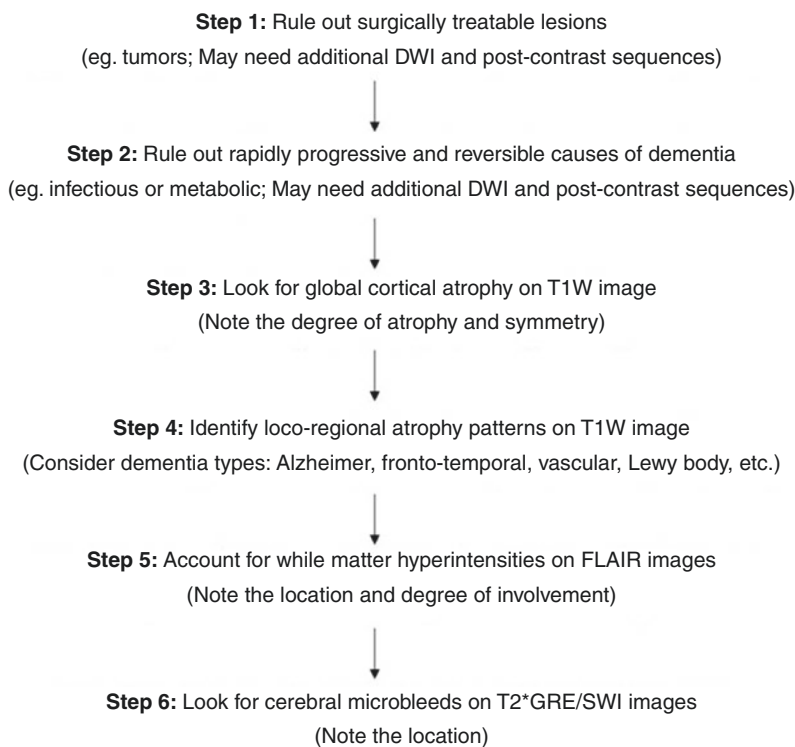 Step 1: Rule out surgically treatable lesions
(eg. tumors; May need additional DWI and post-contrast sequences)
Step 2: Rule out rapidly progressive and reversible causes of dementia
(eg. infectious or metabolic; May need additional DWI and post-contrast sequences)
Step 3: Look for global cortical atrophy on T1W image
(Note the degree of atrophy and symmetry)
Step 4: Identify loco-regional atrophy patterns on T1W image
(Consider dementia types: Alzheimer, fronto-temporal, vascular, Lewy body, etc.)
Step 5: Account for while matter hyperintensities on FLAIR images
(Note the location and degree of involvement)
Step 6: Look for cerebral microbleeds on T2*GRE/SWI images
(Note the location)